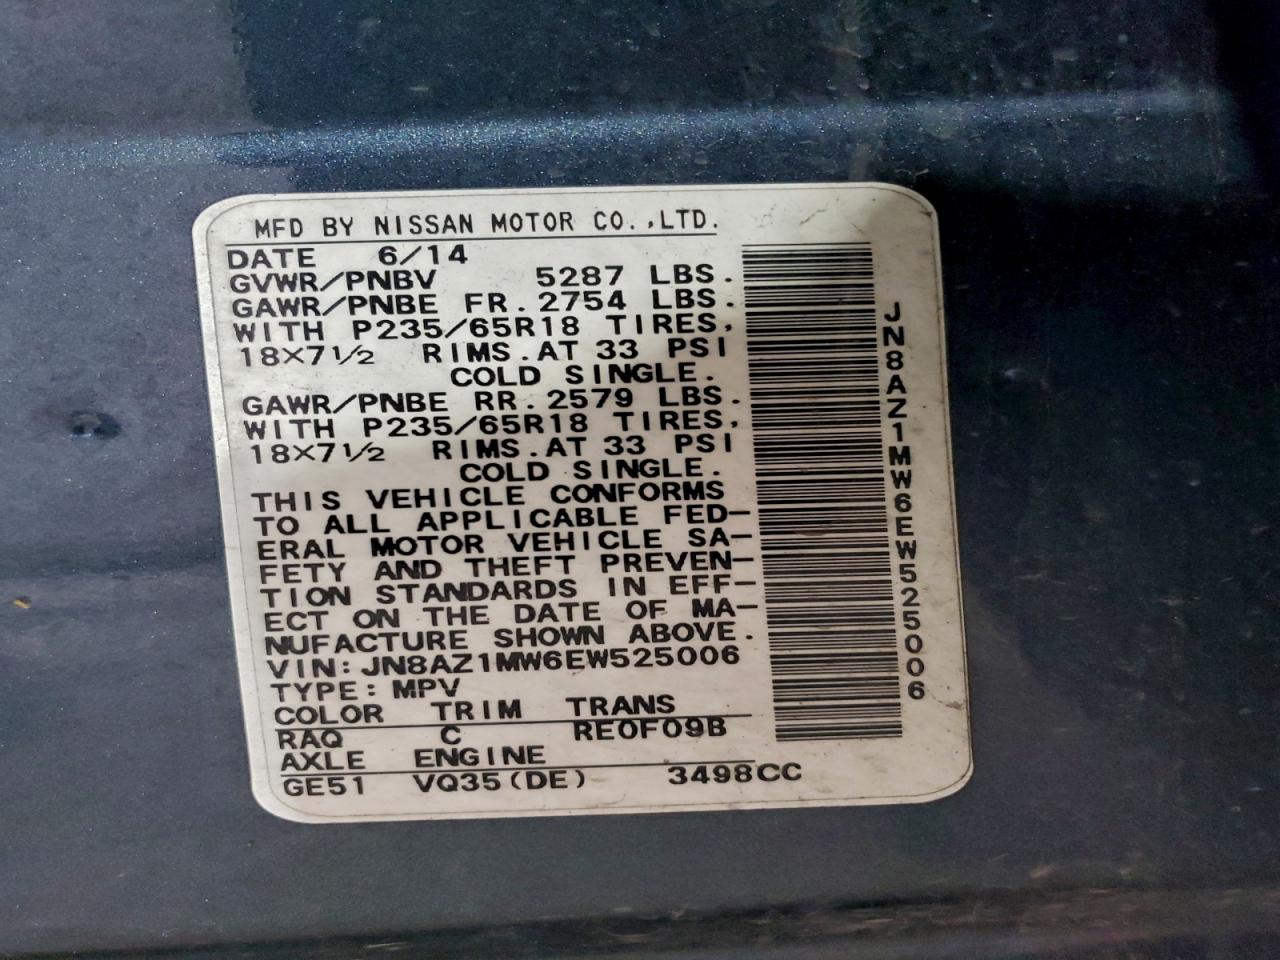 MFD BY NISSAN MOTOR CO.,LTD.
DATE 6/14
GVWR/PNBV 5287 LBS.
GAWR/PNBE FR. 2754 LBS.
WITH P235/65R18 TIRES,
18X7½ RIMS. AT 33 PSI
COLD SINGLE.
GAWR/PNBE RR. 2579 LBS.
WITH P235/65R18 TIRES,
18X7½ RIMS. AT 33 PSI
COLD SINGLE.
THIS VEHICLE CONFORMS
TO ALL APPLICABLE FED-
ERAL MOTOR VEHICLE SA-
FETY AND THEFT PREVEN-
TION STANDARDS IN EFF-
ECT ON THE DATE OF MA-
NUFACTURE SHOWN ABOVE.
VIN: JN8AZ1MW6EW525006
TYPE: MPV
COLOR TRIM TRANS
RAQ C RE0F09B
AXLE ENGINE
GE51 VQ35(DE) 3498CC
JN8AZ1MW6EW525006